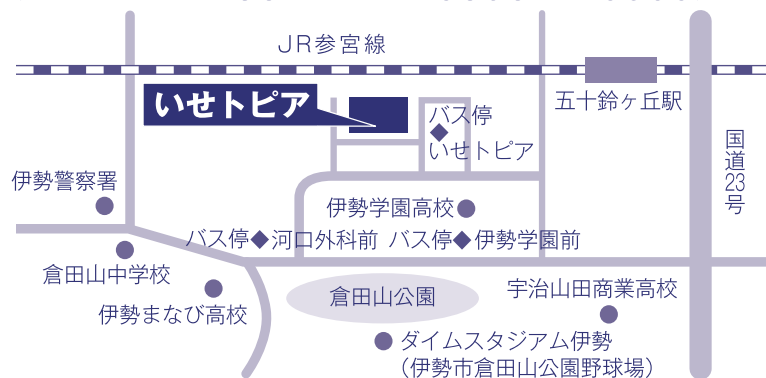 JR参宮線
いせトピア
五十鈴ヶ丘駅
バス停
いせトピア
国道23号
伊勢警察署
伊勢学園高校
バス停
河口外科前
バス停
伊勢学園前
倉田山中学校
伊勢まなび高校
倉田山公園
宇治山田商業高校
ダイムスタジアム伊勢
（伊勢市倉田山公園野球場）